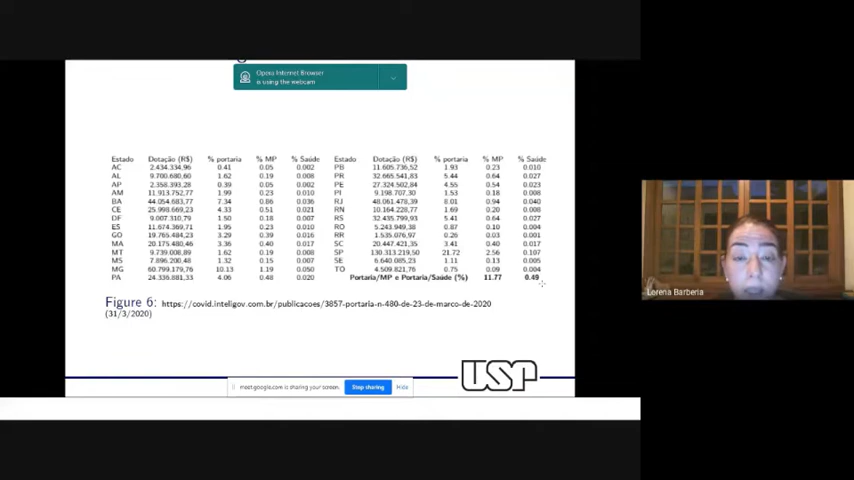 Opera Internet Browser
is using the webcam
Estado Dotação (R$) % portaria % MP % Saúde Estado Dotação (R$) % portaria % MP % Saúde
AC 2.434.334,96 0.41 0.05 0.002 PB 11.605.736,52 1.93 0.23 0.010
AL 9.700.680,60 1.62 0.19 0.008 PR 32.665.541,83 5.44 0.64 0.027
AP 2.358.393,28 0.39 0.05 0.002 PE 27.324.502,84 4.55 0.54 0.023
AM 11.913.752,77 1.99 0.23 0.010 PI 9.198.707,30 1.53 0.18 0.008
BA 44.054.683,77 7.34 0.86 0.036 RJ 48.061.478,39 8.01 0.94 0.040
CE 25.998.669,23 4.33 0.51 0.021 RN 10.164.228,77 1.69 0.20 0.008
DF 9.007.310,79 1.50 0.18 0.007 RS 32.435.799,93 5.41 0.64 0.027
ES 11.674.369,71 1.95 0.23 0.010 RO 5.243.949,38 0.87 0.10 0.004
GO 19.765.484,23 3.29 0.39 0.016 RR 1.535.076,97 0.26 0.03 0.001
MA 20.175.480,46 3.36 0.40 0.017 SC 20.447.421,35 3.41 0.40 0.017
MT 9.739.008,89 1.62 0.19 0.008 SP 130.313.219,50 21.72 2.56 0.107
MS 7.896.200,48 1.32 0.15 0.007 SE 6.640.085,23 1.11 0.13 0.005
MG 60.799.179,76 10.13 1.19 0.050 TO 4.509.821,76 0.75 0.09 0.004
PA 24.336.881,33 4.06 0.48 0.020 Portaria/MP e Portaria/Saúde (%) 11.77 0.49
Figure 6: https://covid.inteligov.com.br/publicacoes/3857-portaria-n-480-de-23-de-marco-de-2020
(31/3/2020)
USP
meet.google.com is sharing your screen. Stop sharing Hide
Lorena Barberia